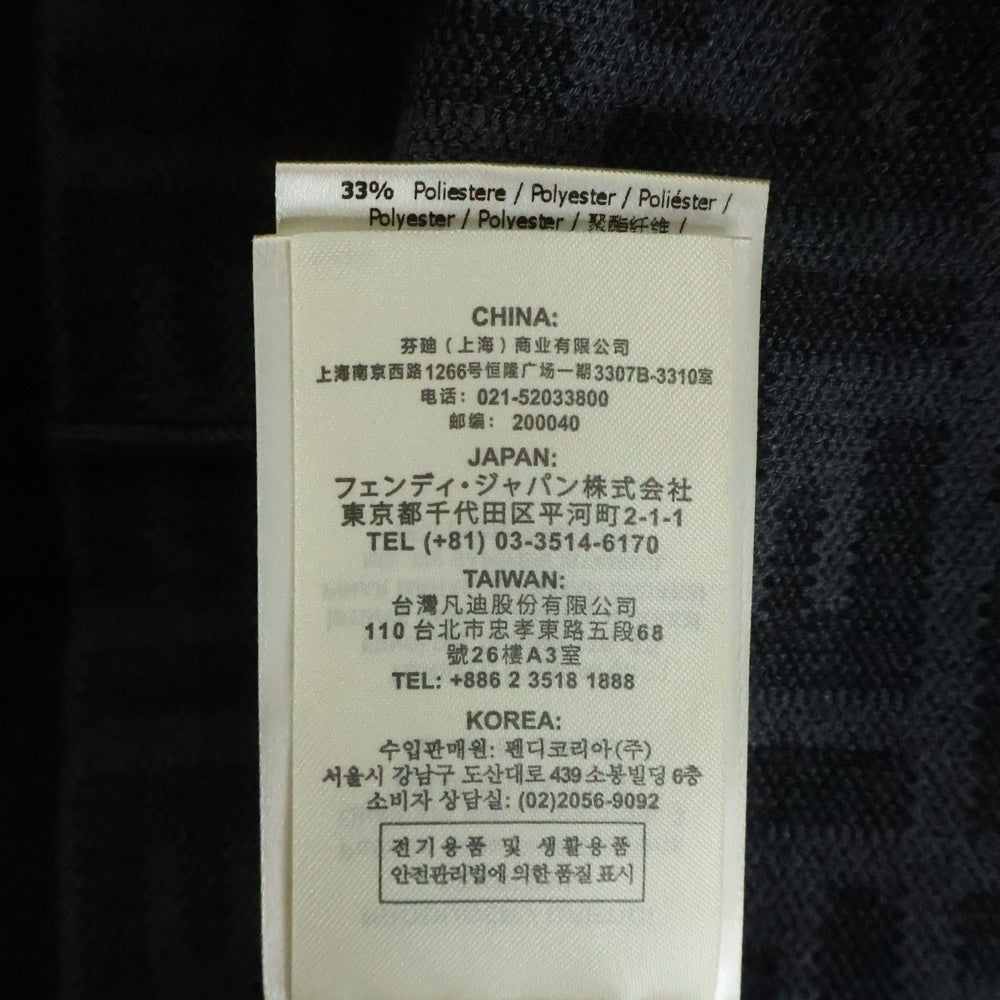 33% Poliestere / Polyester / Poliéster /
Polyester / Polyester / 聚酯纤维 /
CHINA:
芬迪（上海）商业有限公司
上海南京西路1266号恒隆广场一期3307B-3310室
电话：021-52033800
邮编：200040
JAPAN:
フェンディ・ジャパン株式会社
東京都千代田区平河町2-1-1
TEL (+81) 03-3514-6170
TAIWAN:
台灣凡迪股份有限公司
110 台北市忠孝東路五段68
號26樓A3室
TEL: +886 2 3518 1888
KOREA:
수입판매원: 펜디코리아(주)
서울시 강남구 도산대로 439 소봉빌딩 6층
소비자 상담실: (02)2056-9092
전기용품 및 생활용품
안전관리법에 의한 품질 표시